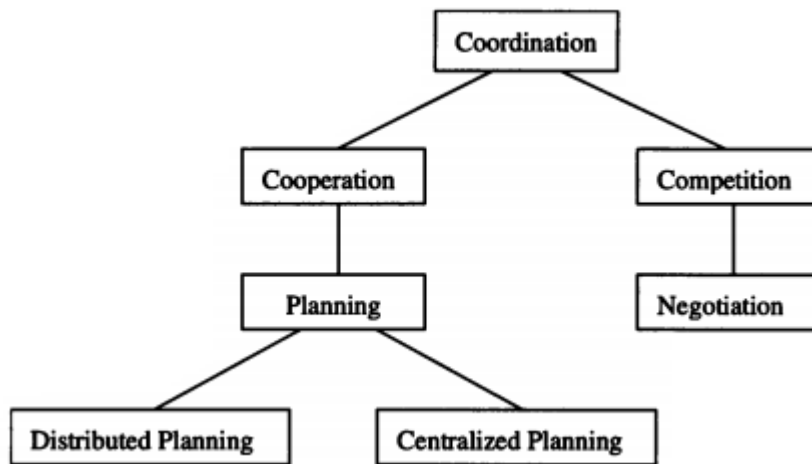 Coordination
Cooperation
Competition
Planning
Negotiation
Distributed Planning
Centralized Planning